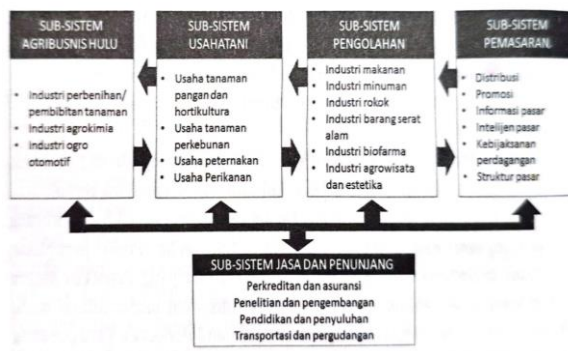 SUB-SISTEM
AGRIBUSNIS HULU
Industri perbenihan/
pembibitan tanaman
Industri agrokimia
Industri ogro
otomotif
SUB-SISTEM
USAHATANI
Usaha tanaman
pangan dan
hortikultura
Usaha tanaman
perkebunan
Usaha peternakan
Usaha Perikanan
SUB-SISTEM
PENGOLAHAN
Industri makanan
Industri minuman
Industri rokok
Industri barang serat
alam
Industri biofarma
Industri agrowisata
dan estetika
SUB-SISTEM
PEMASARAN
Distribusi
Promosi
Informasi pasar
Intelijen pasar
Kebijaksanaan
perdagangan
Struktur pasar
SUB-SISTEM JASA DAN PENUNJANG
Perkreditan dan asuransi
Penelitian dan pengembangan
Pendidikan dan penyuluhan
Transportasi dan pergudangan